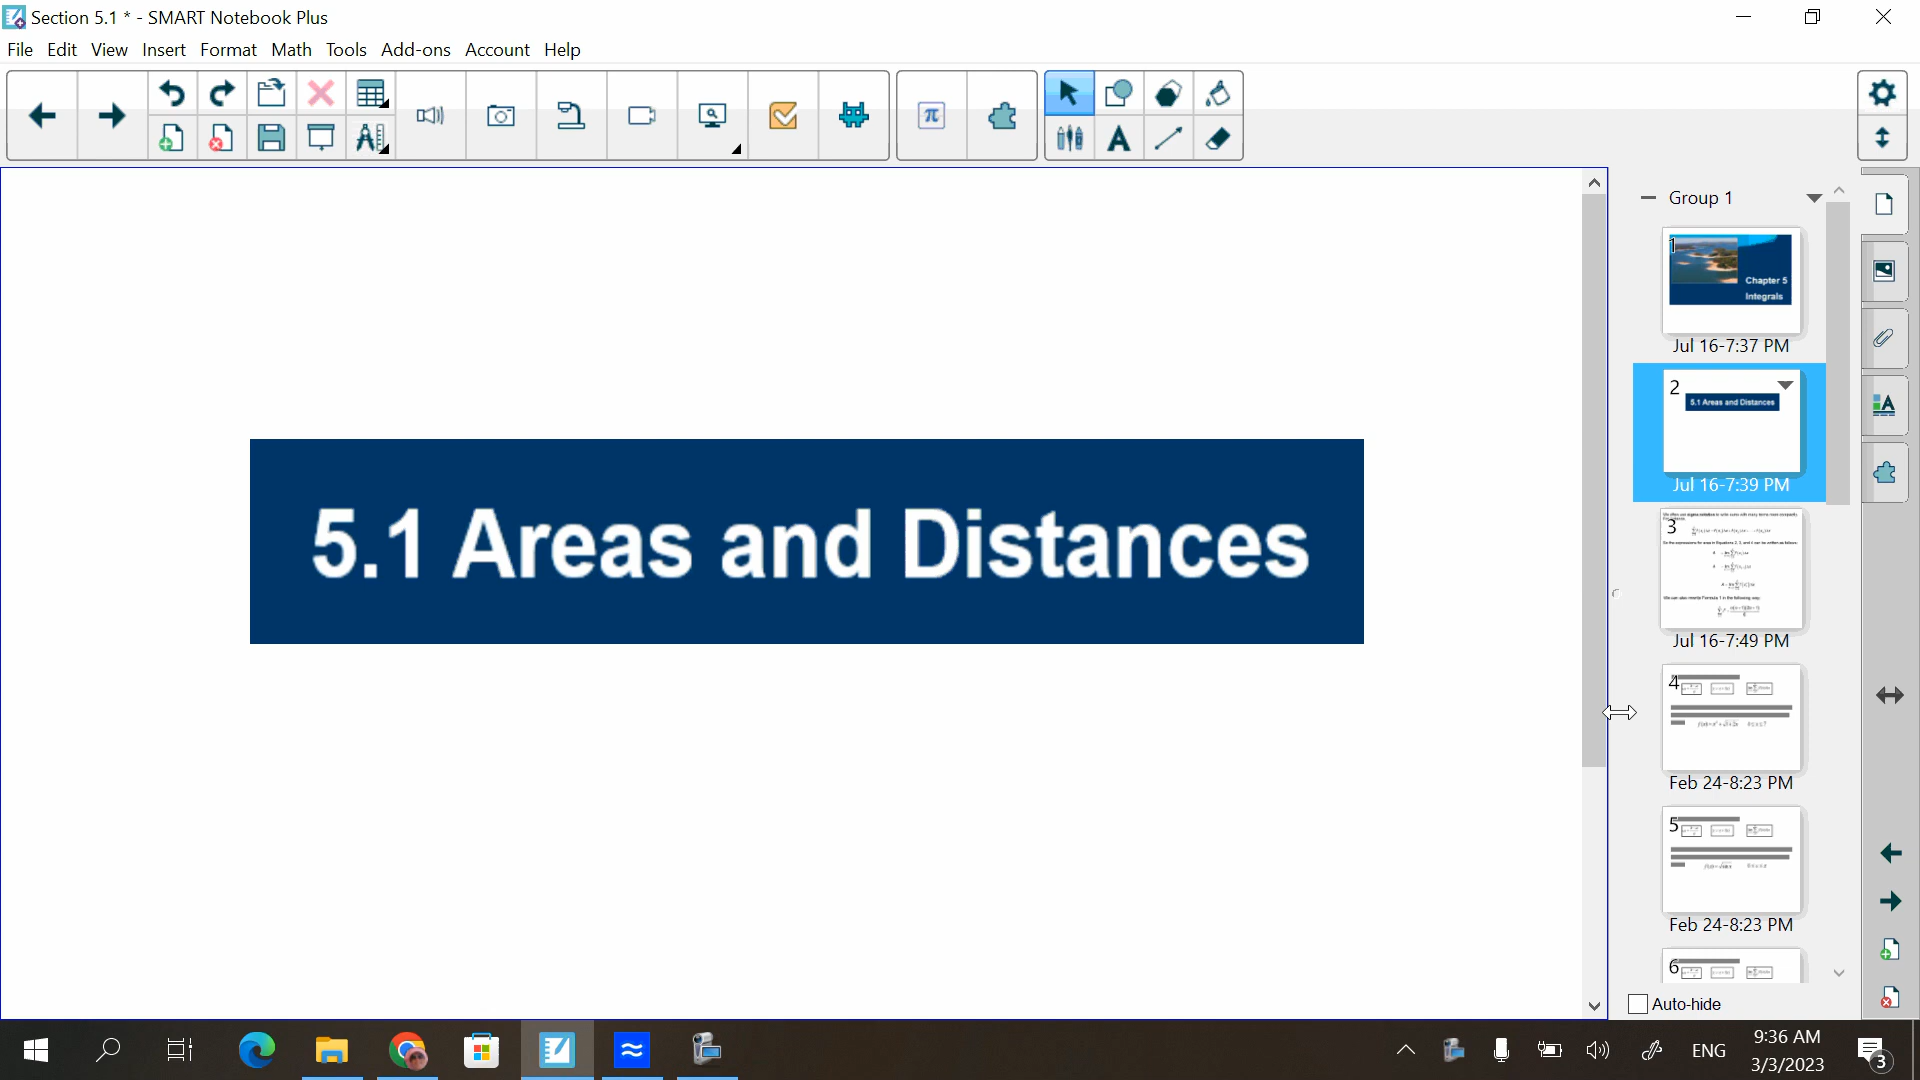 Section 5.1 * - SMART Notebook Plus
File Edit View Insert Format Math Tools Add-ons Account Help
π
A
Group 1
1
Chapter 5
Integrals
Jul 16-7:37 PM
2
5.1 Areas and Distances
Jul 16-7:39 PM
5.1 Areas and Distances
3
Jul 16-7:49 PM
4
Feb 24-8:23 PM
5
Feb 24-8:23 PM
6
Auto-hide
A
ENG
9:36 AM
3/3/2023
3